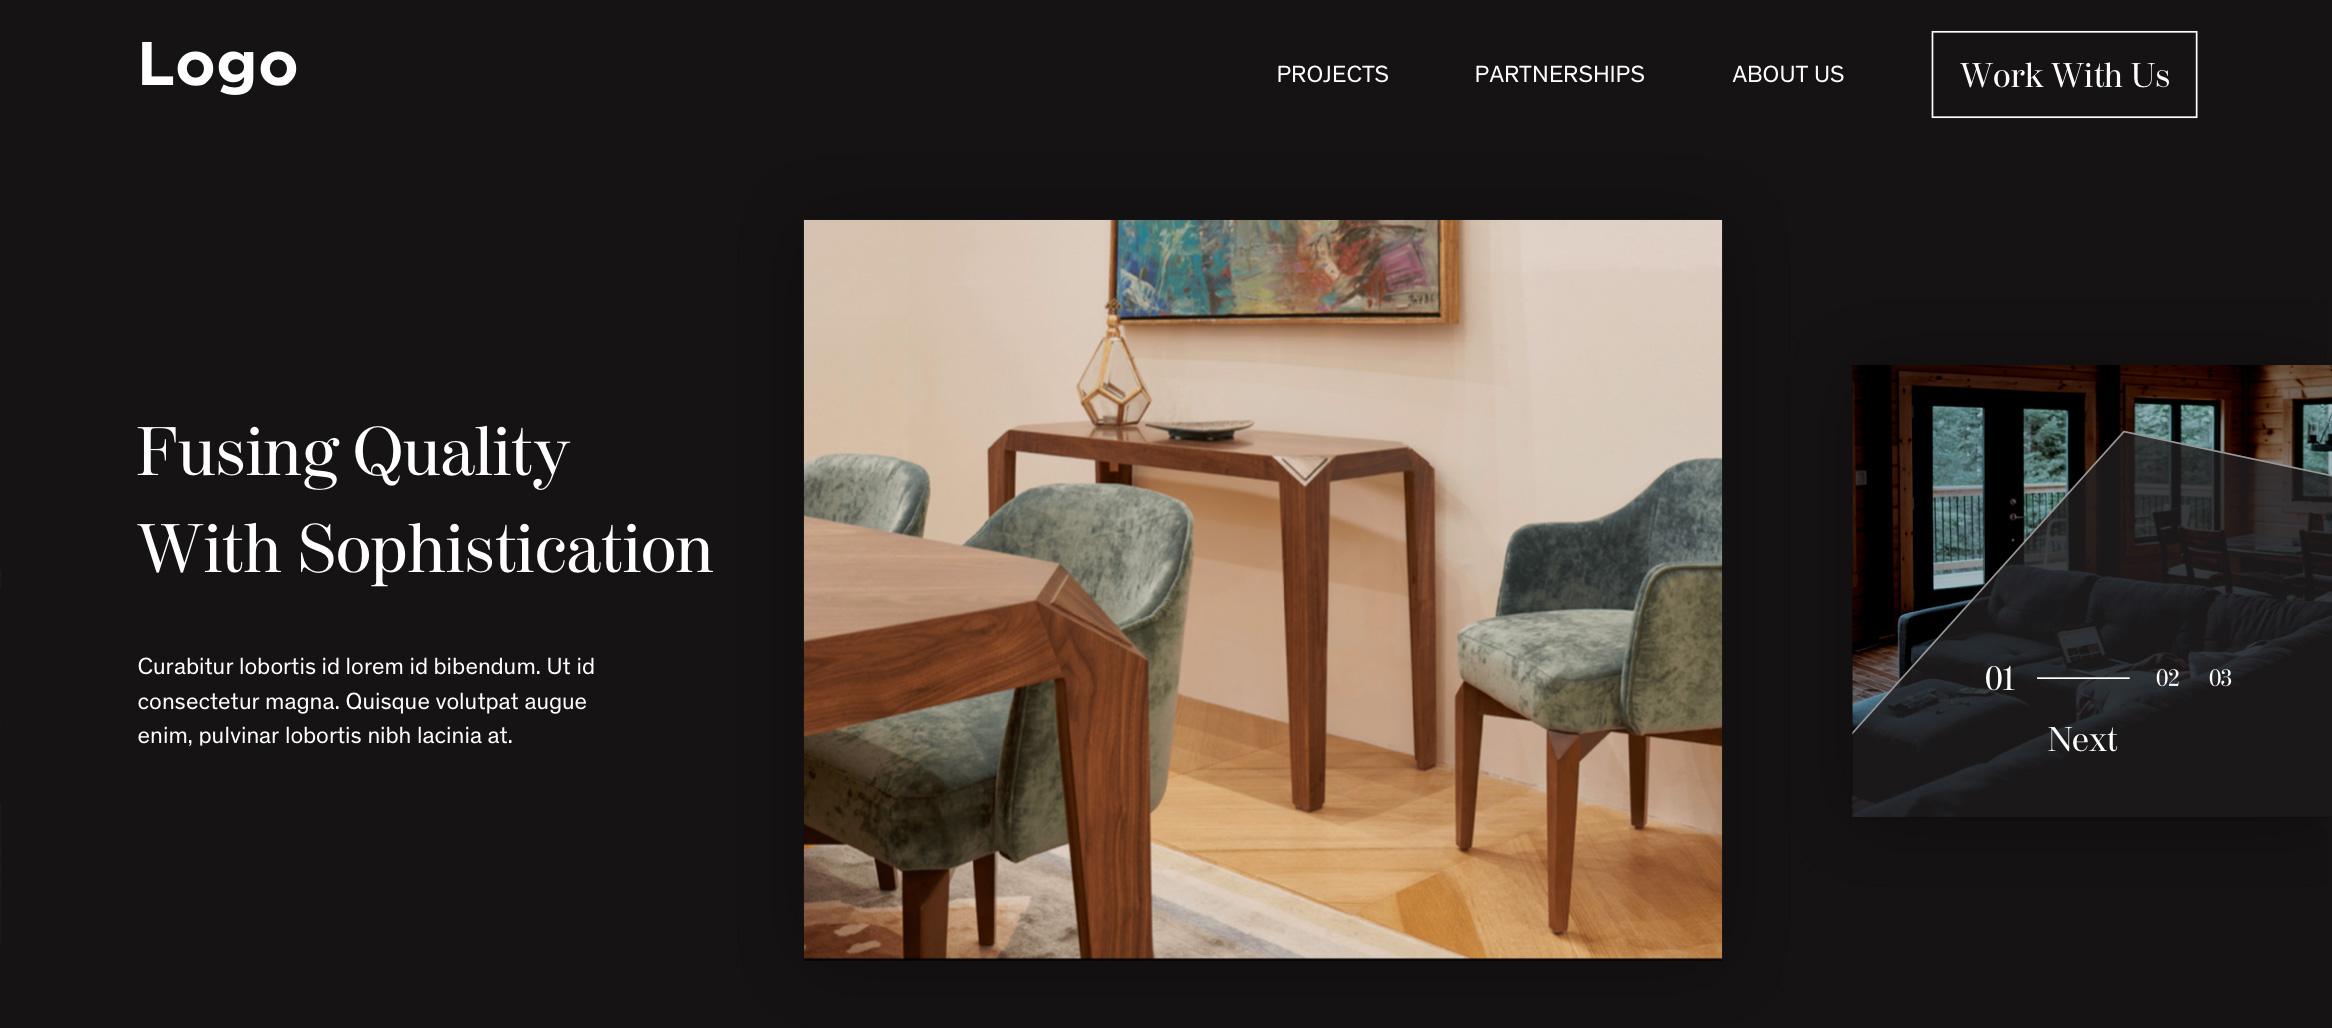 Logo
PROJECTS
PARTNERSHIPS
ABOUT US
Work With Us
Fusing Quality
With Sophistication
Curabitur lobortis id lorem id bibendum. Ut id
consectetur magna. Quisque volutpat augue
enim, pulvinar lobortis nibh lacinia at.
01
02
03
Next